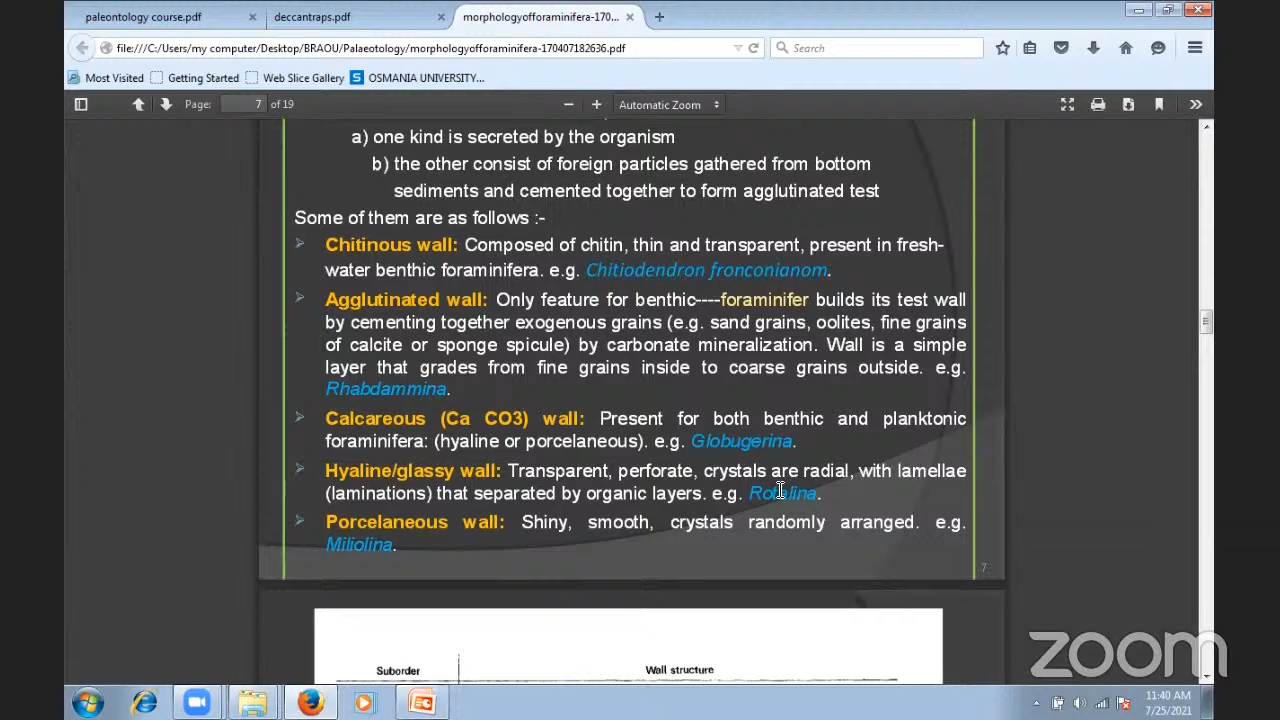 paleontology course.pdf
deccantraps.pdf
morphologyofforaminifera-170...
file:///C:/Users/my computer/Desktop/BRAOU/Palaeotology/morphologyofforaminifera-170407182636.pdf
Search
Most Visited
Getting Started
Web Slice Gallery
S OSMANIA UNIVERSITY...
Page: 7 of 19
Automatic Zoom
a) one kind is secreted by the organism
b) the other consist of foreign particles gathered from bottom
sediments and cemented together to form agglutinated test
Some of them are as follows :-
Chitinous wall: Composed of chitin, thin and transparent, present in fresh-
water benthic foraminifera. e.g. Chitiodendron fronconianom.
Agglutinated wall: Only feature for benthic----foraminifer builds its test wall
by cementing together exogenous grains (e.g. sand grains, oolites, fine grains
of calcite or sponge spicule) by carbonate mineralization. Wall is a simple
layer that grades from fine grains inside to coarse grains outside. e.g.
Rhabdammina.
Calcareous (Ca CO3) wall: Present for both benthic and planktonic
foraminifera: (hyaline or porcelaneous). e.g. Globugerina.
Hyaline/glassy wall: Transparent, perforate, crystals are radial, with lamellae
(laminations) that separated by organic layers. e.g. Rotalina.
Porcelaneous wall: Shiny, smooth, crystals randomly arranged. e.g.
Miliolina.
7
Suborder
Wall structure
zoom
11:40 AM
7/25/2021